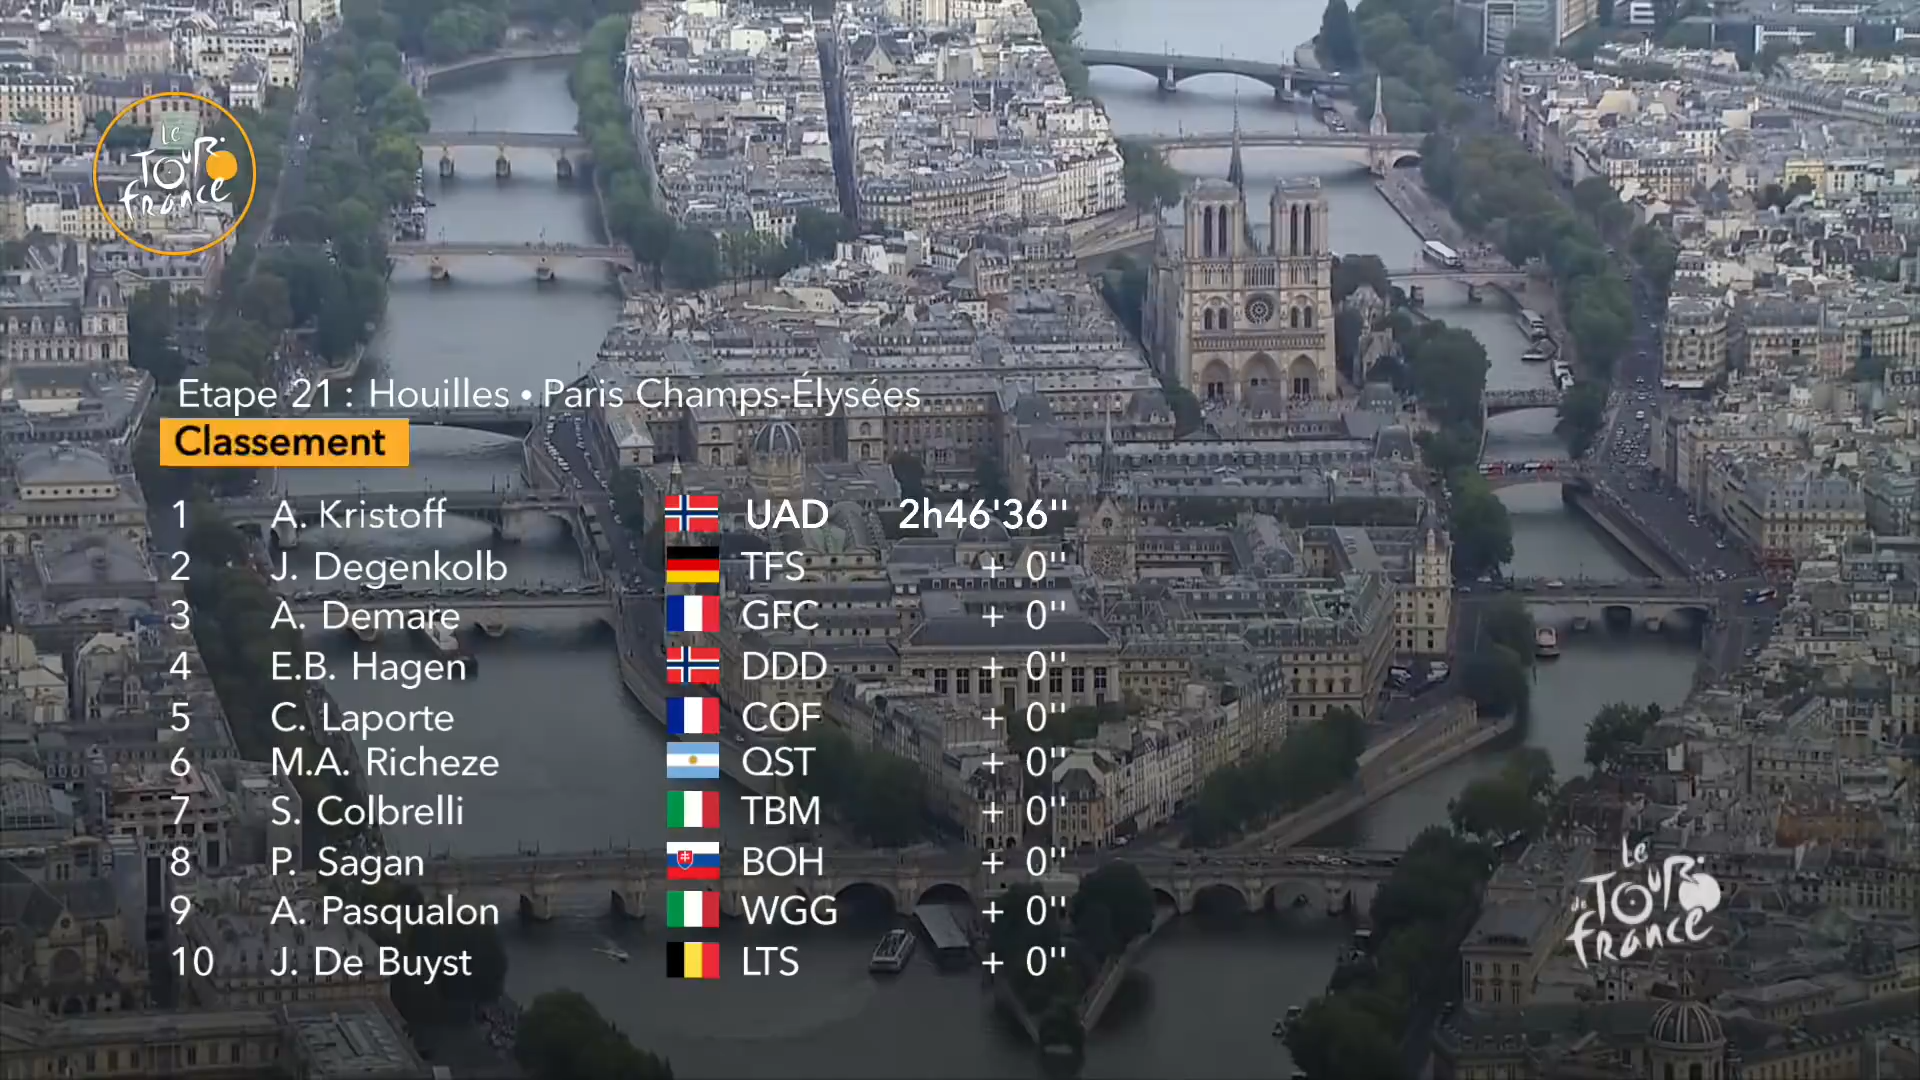 Le
Tour
France
Etape 21 : Houilles • Paris Champs-Élysées
Classement
1 A. Kristoff UAD 2h46'36''
2 J. Degenkolb TFS + 0''
3 A. Demare GFC + 0''
4 E.B. Hagen DDD + 0''
5 C. Laporte COF + 0''
6 M.A. Richeze QST + 0''
7 S. Colbrelli TBM + 0''
8 P. Sagan BOH + 0''
9 A. Pasqualon WGG + 0''
10 J. De Buyst LTS + 0''
Le
Tour
de
France